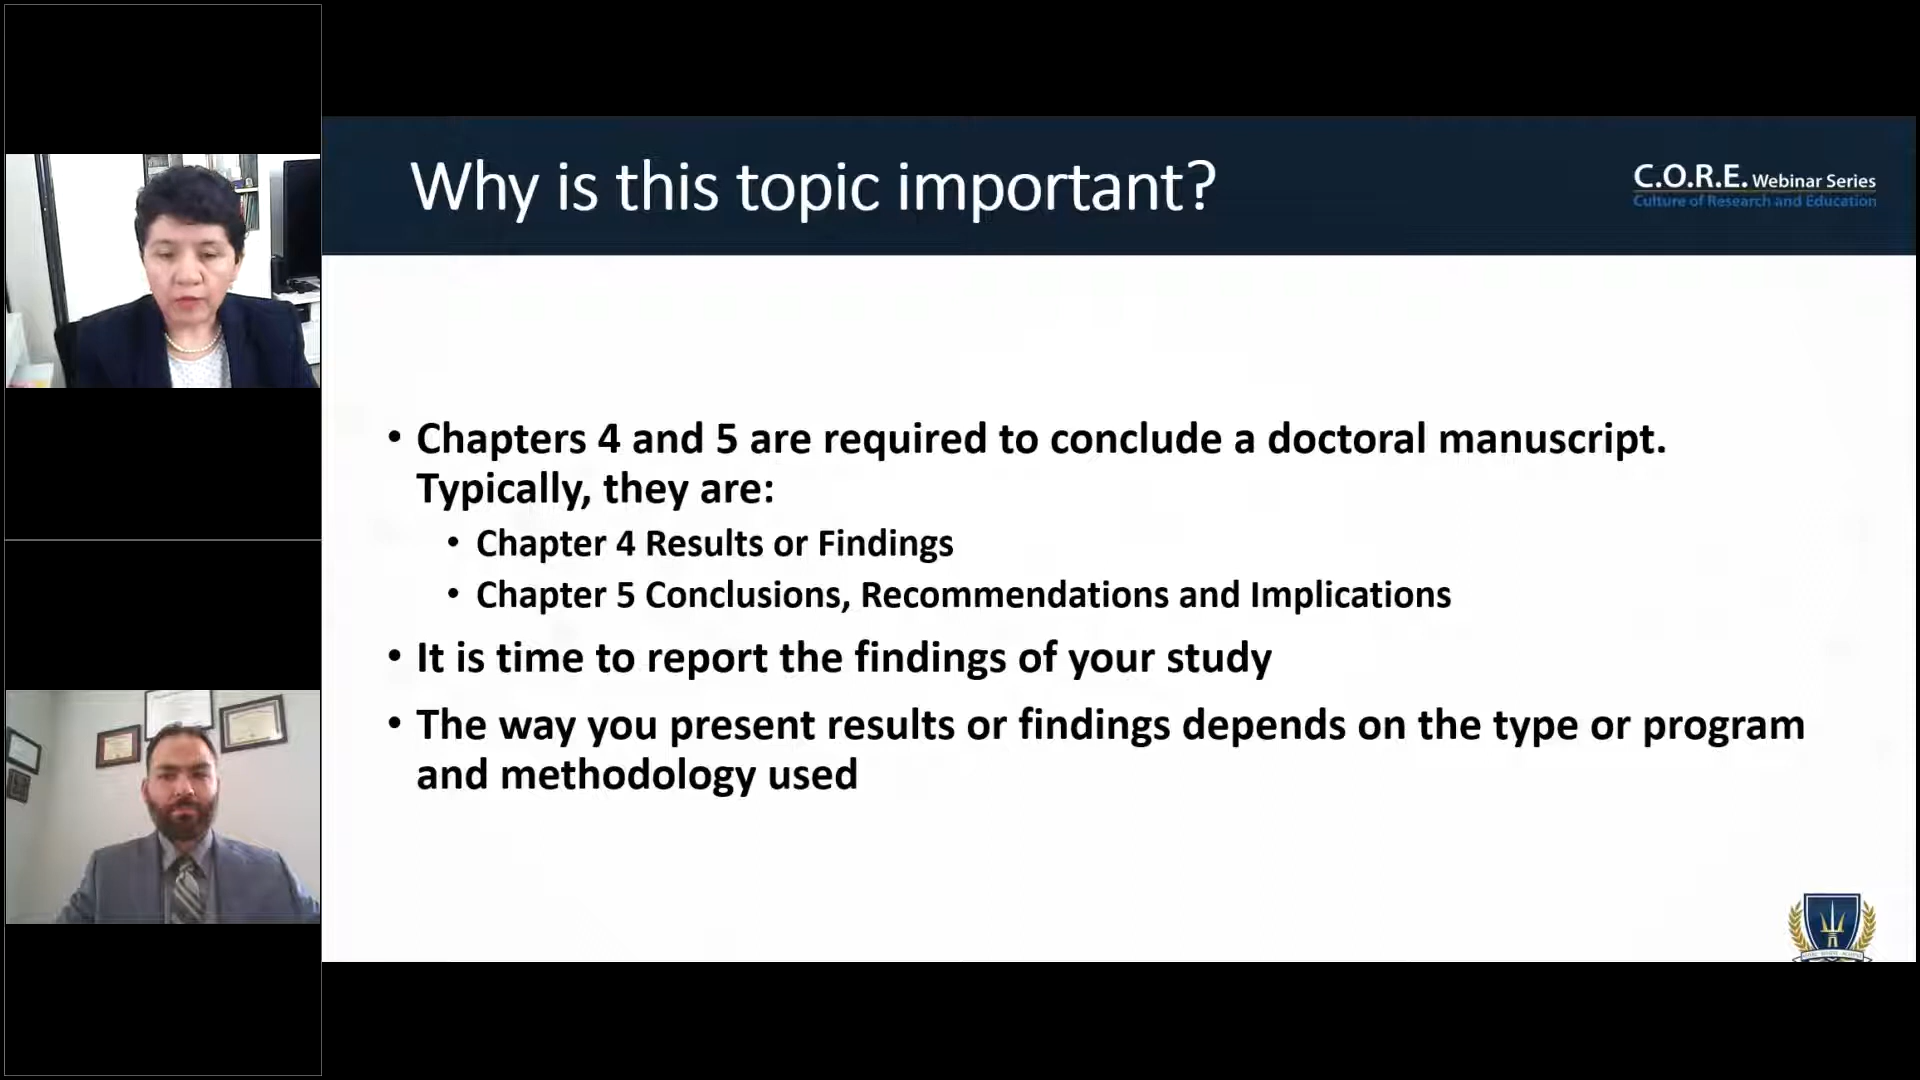 Why is this topic important?
C.O.R.E. Webinar Series
Culture of Research and Education
• Chapters 4 and 5 are required to conclude a doctoral manuscript.
Typically, they are:
• Chapter 4 Results or Findings
• Chapter 5 Conclusions, Recommendations and Implications
• It is time to report the findings of your study
• The way you present results or findings depends on the type or program
and methodology used